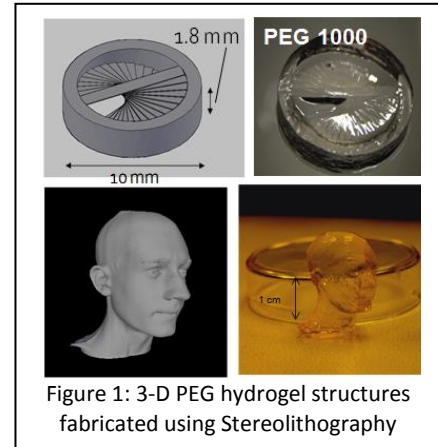 1.8 mm
PEG 1000
10 mm
1 cm
Figure 1: 3-D PEG hydrogel structures
fabricated using Stereolithography